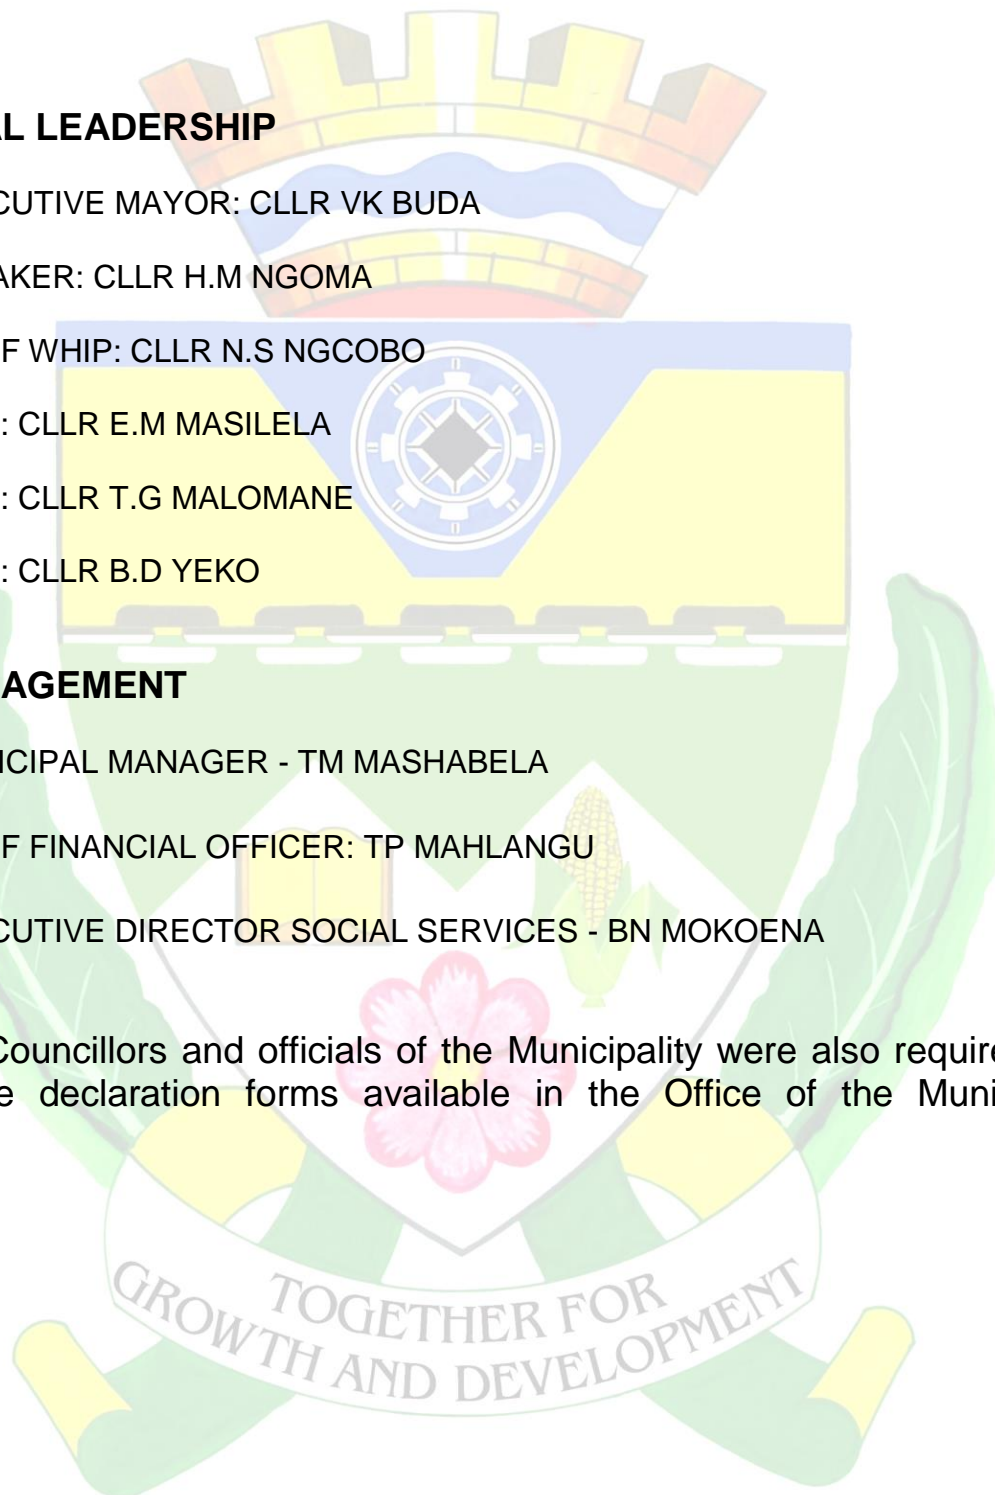 AL LEADERSHIP
CUTIVE MAYOR: CLLR VK BUDA
AKER: CLLR H.M NGOMA
F WHIP: CLLR N.S NGCOBO
: CLLR E.M MASILELA
: CLLR T.G MALOMANE
: CLLR B.D YEKO
AGEMENT
ICIPAL MANAGER - TM MASHABELA
F FINANCIAL OFFICER: TP MAHLANGU
CUTIVE DIRECTOR SOCIAL SERVICES - BN MOKOENA
Councillors and officials of the Municipality were also require
e declaration forms available in the Office of the Muni
TOGETHER FOR
GROWTH AND DEVELOPMENT